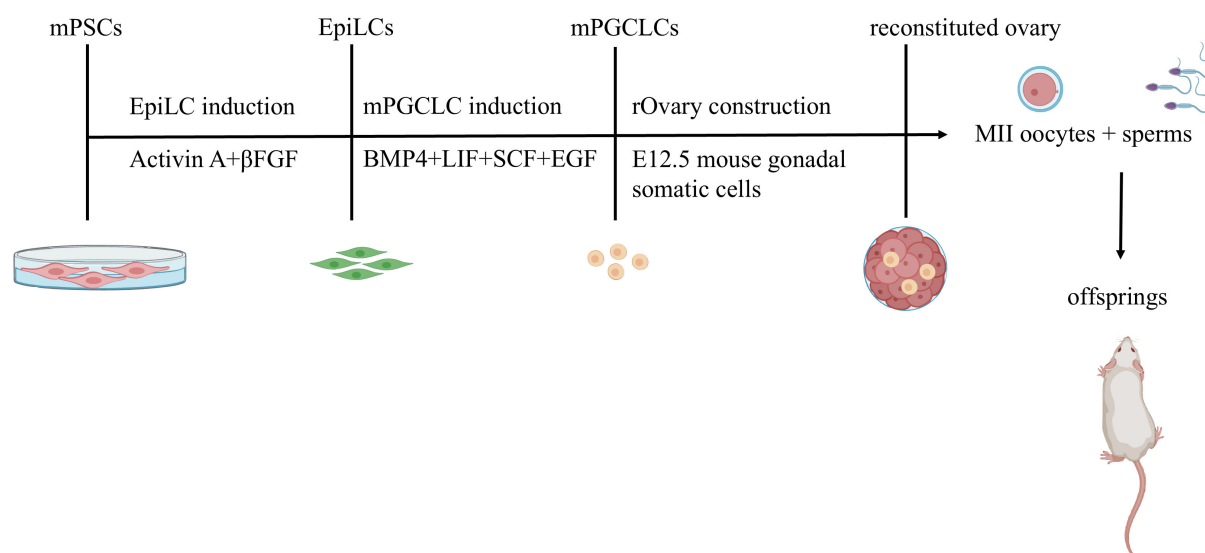 mPSCs
EpiLCs
mPGCLCs
reconstituted ovary
EpiLC induction
mPGCLC induction
rOvary construction
Activin A+βFGF
BMP4+LIF+SCF+EGF
E12.5 mouse gonadal
somatic cells
MII oocytes + sperms
offsprings